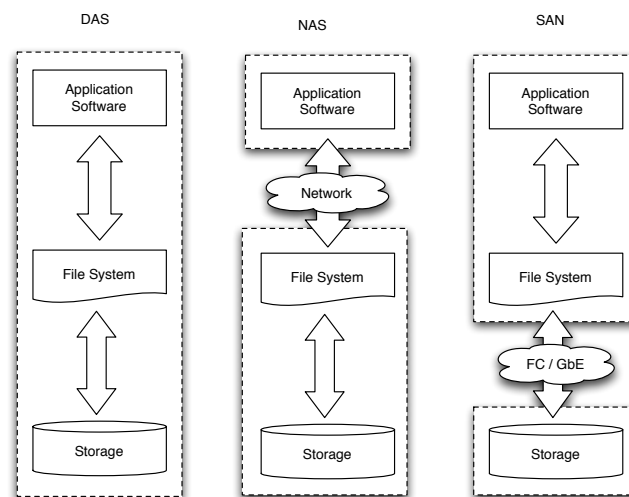 DAS
Application
Software
File System
Storage
NAS
Application
Software
Network
File System
Storage
SAN
Application
Software
File System
FC / GbE
Storage